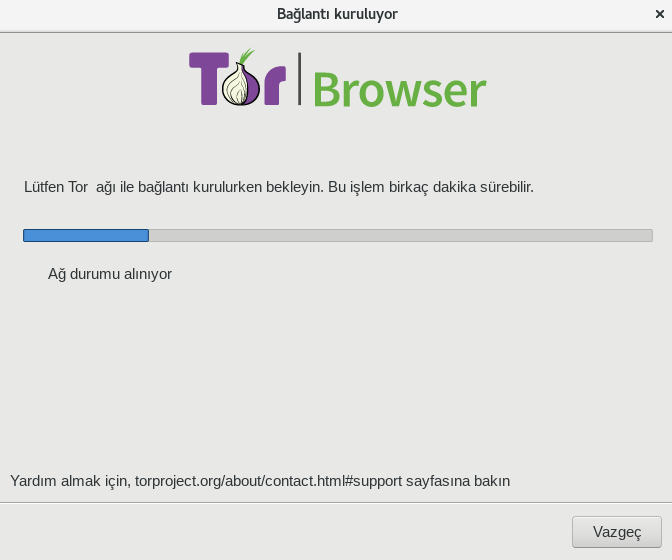 Bağlantı kuruluyor
Tor Browser
Lütfen Tor  ağı ile bağlantı kurulurken bekleyin. Bu işlem birkaç dakika sürebilir.
Ağ durumu alınıyor
Yardım almak için, torproject.org/about/contact.html#support sayfasına bakın
Vazgeç